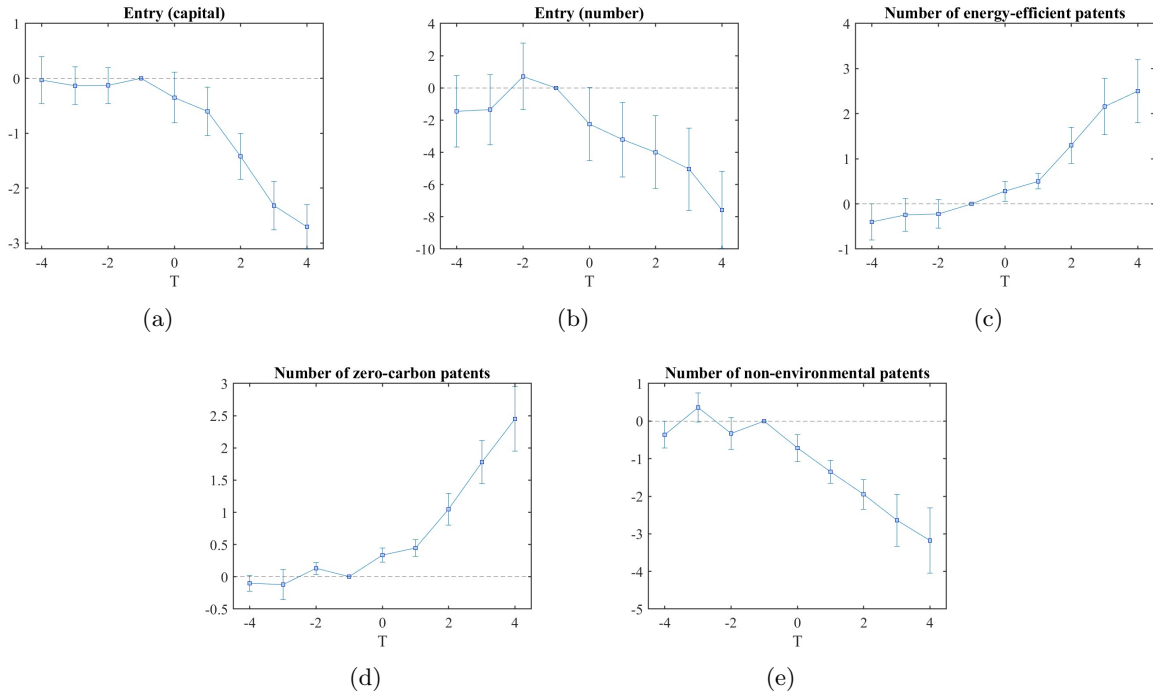 Entry (capital)
1
0
-1
-2
-3
-4 -2 0 2 4
T
(a)
Entry (number)
4
2
0
-2
-4
-6
-8
-10
-4 -2 0 2 4
T
(b)
Number of energy-efficient patents
4
3
2
1
0
-1
-4 -2 0 2 4
T
(c)
Number of zero-carbon patents
3
2.5
2
1.5
1
0.5
0
-0.5
-4 -2 0 2 4
T
(d)
Number of non-environmental patents
1
0
-1
-2
-3
-4
-5
-4 -2 0 2 4
T
(e)